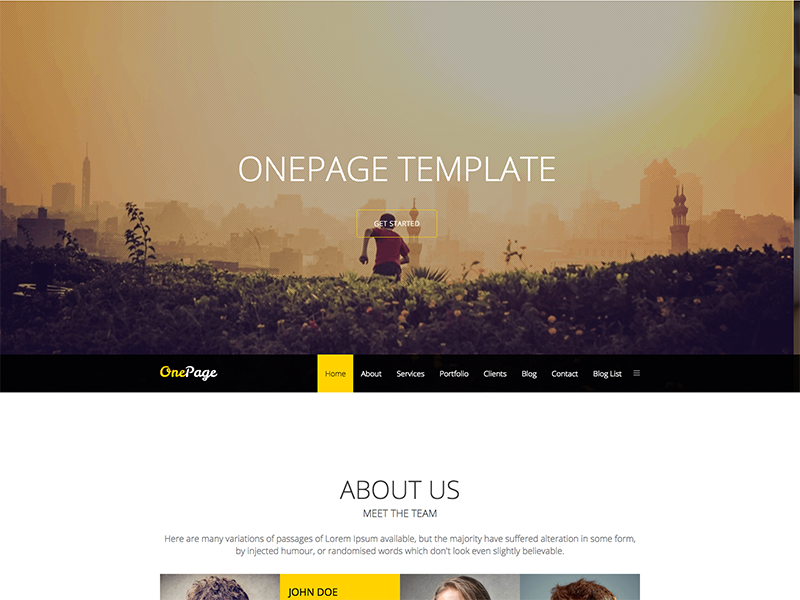 ONEPAGE TEMPLATE
GET STARTED
OnePage
Home About Services Portfolio Clients Blog Contact Blog List
ABOUT US
MEET THE TEAM
Here are many variations of passages of Lorem Ipsum available, but the majority have suffered alteration in some form,
by injected humour, or randomised words which don't look even slightly believable.
JOHN DOE